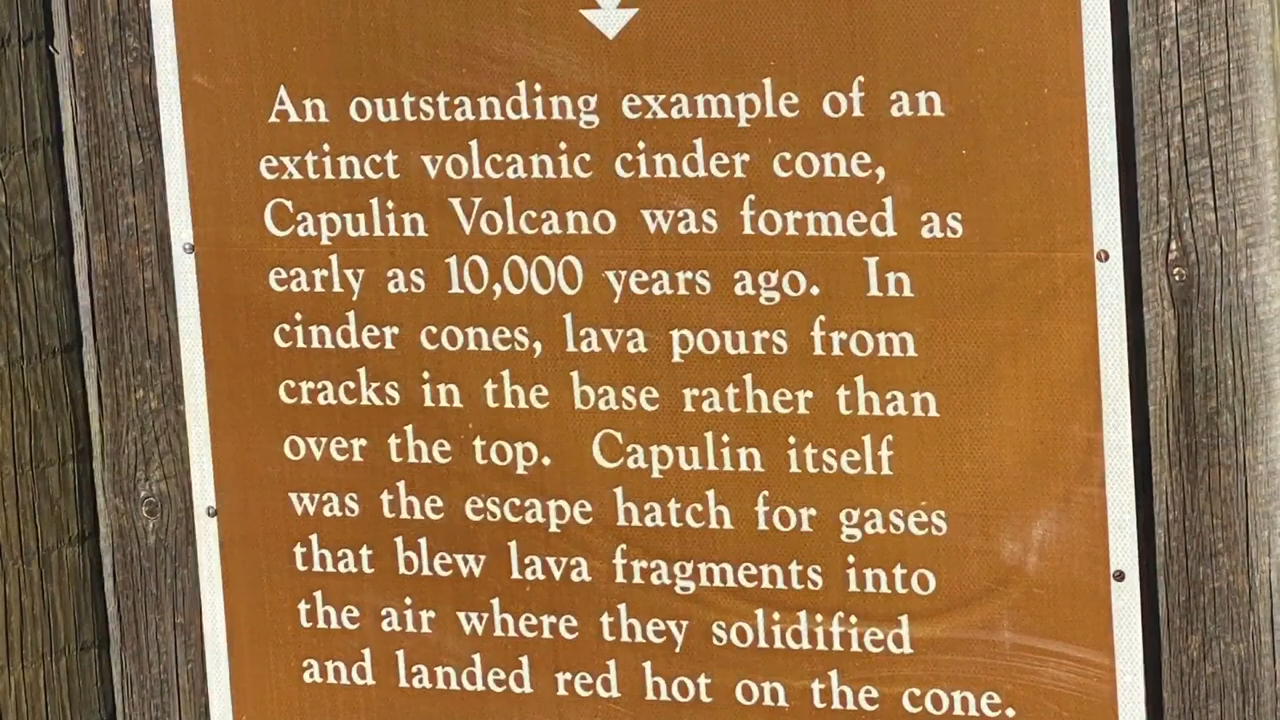 An outstanding example of an
extinct volcanic cinder cone,
Capulin Volcano was formed as
early as 10,000 years ago. In
cinder cones, lava pours from
cracks in the base rather than
over the top. Capulin itself
was the escape hatch for gases
that blew lava fragments into
the air where they solidified
and landed red hot on the cone.